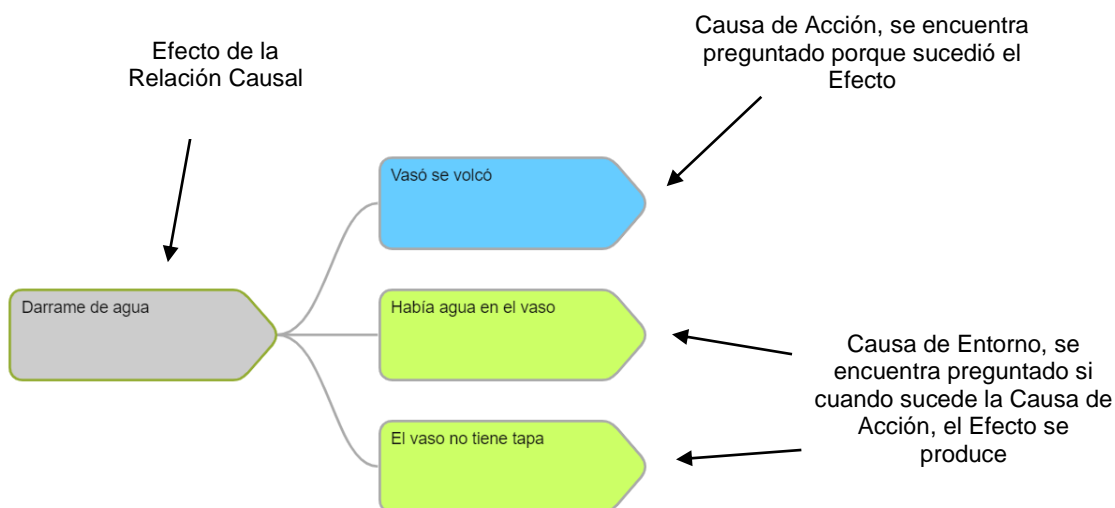 Efecto de la
Relación Causal
Causa de Acción, se encuentra
preguntado porque sucedió el
Efecto
Vasó se volcó
Darrame de agua
Había agua en el vaso
El vaso no tiene tapa
Causa de Entorno, se
encuentra preguntado si
cuando sucede la Causa de
Acción, el Efecto se
produce